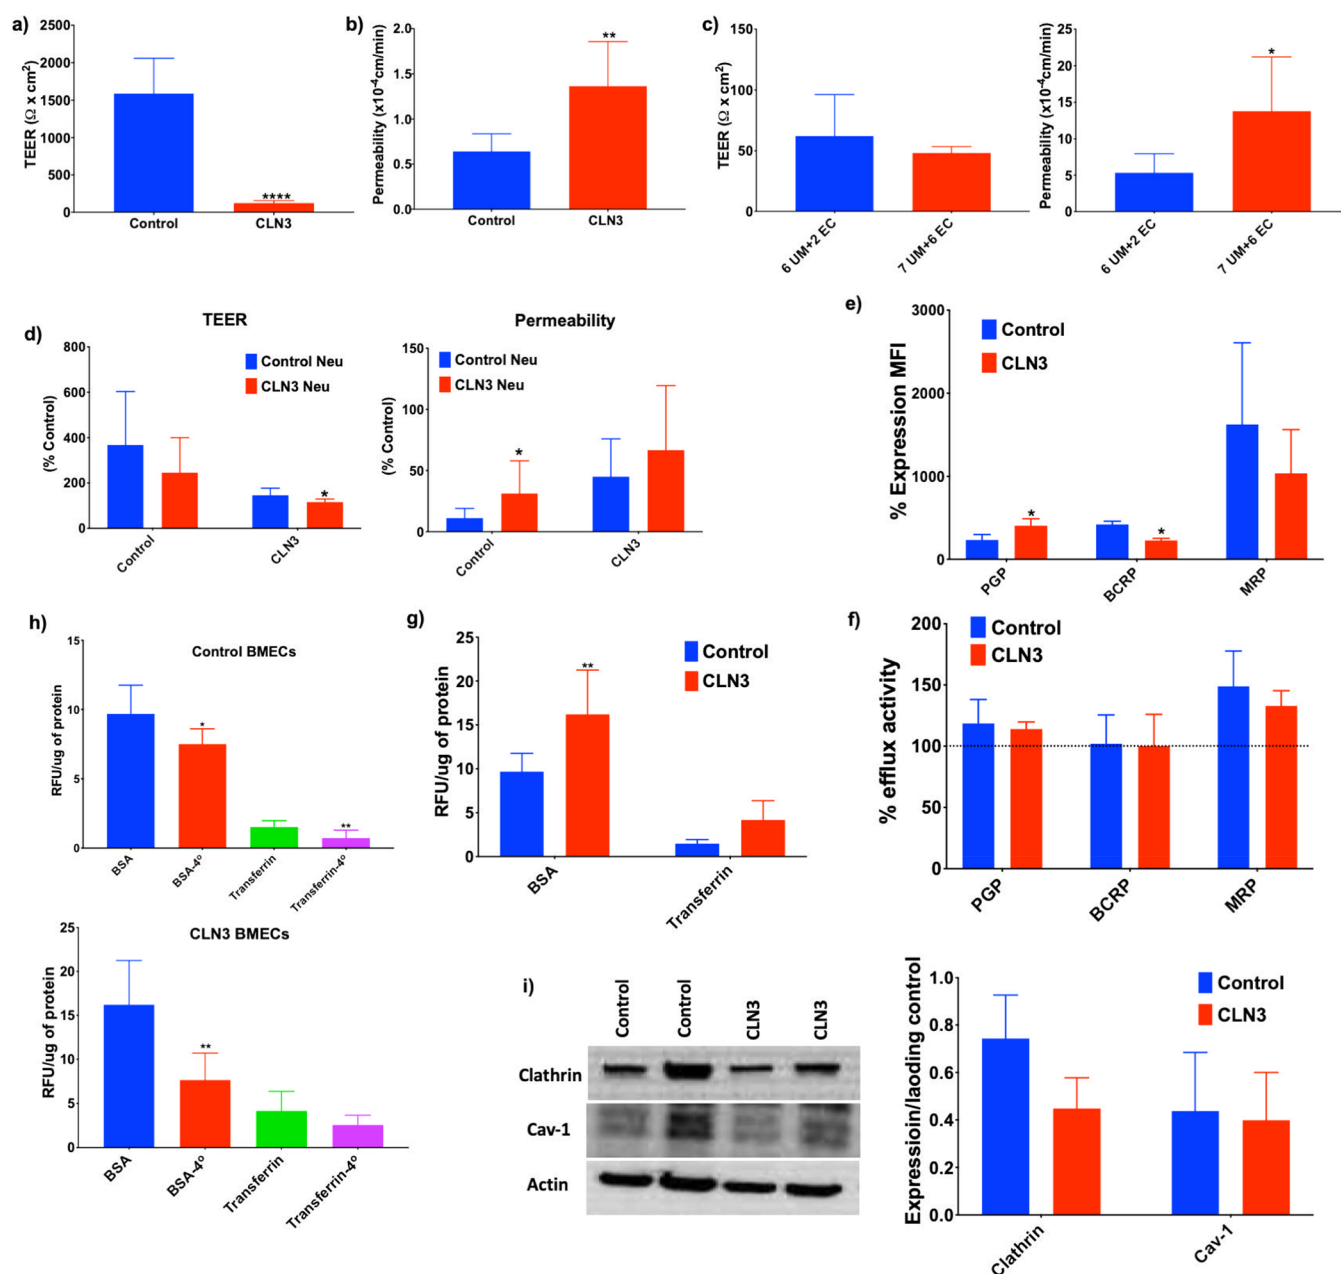 a)
TEER (Ω x cm²)
2500
2000
1500
1000
500
0
****
Control
CLN3
b)
Permeability (x10⁻⁴cm/min)
2.0
1.5
1.0
0.5
0.0
**
Control
CLN3
c)
TEER (Ω x cm²)
150
100
50
0
6 UM+2 EC
7 UM+6 EC
Permeability (x10⁻⁴cm/min)
25
20
15
10
5
0
*
6 UM+2 EC
7 UM+6 EC
d)
TEER
(% Control)
800
600
400
200
0
Control Neu
CLN3 Neu
*
Control
CLN3
Permeability
(% Control)
150
100
50
0
Control Neu
CLN3 Neu
*
Control
CLN3
e)
% Expression MFI
3000
2000
1000
0
Control
CLN3
*
*
PGP
BCRP
MRP
h)
Control BMECs
RFU/ug of protein
15
10
5
0
*
**
BSA
BSA-4º
Transferrin
Transferrin-4º
CLN3 BMECs
RFU/ug of protein
25
20
15
10
5
0
**
BSA
BSA-4º
Transferrin
Transferrin-4º
g)
RFU/ug of protein
25
20
15
10
5
0
Control
CLN3
**
BSA
Transferrin
f)
% efflux activity
200
150
100
50
0
Control
CLN3
PGP
BCRP
MRP
i)
Control
Control
CLN3
CLN3
Clathrin
Cav-1
Actin
Expressioin/laoding control
1.0
0.8
0.6
0.4
0.2
0.0
Control
CLN3
Clathrin
Cav-1